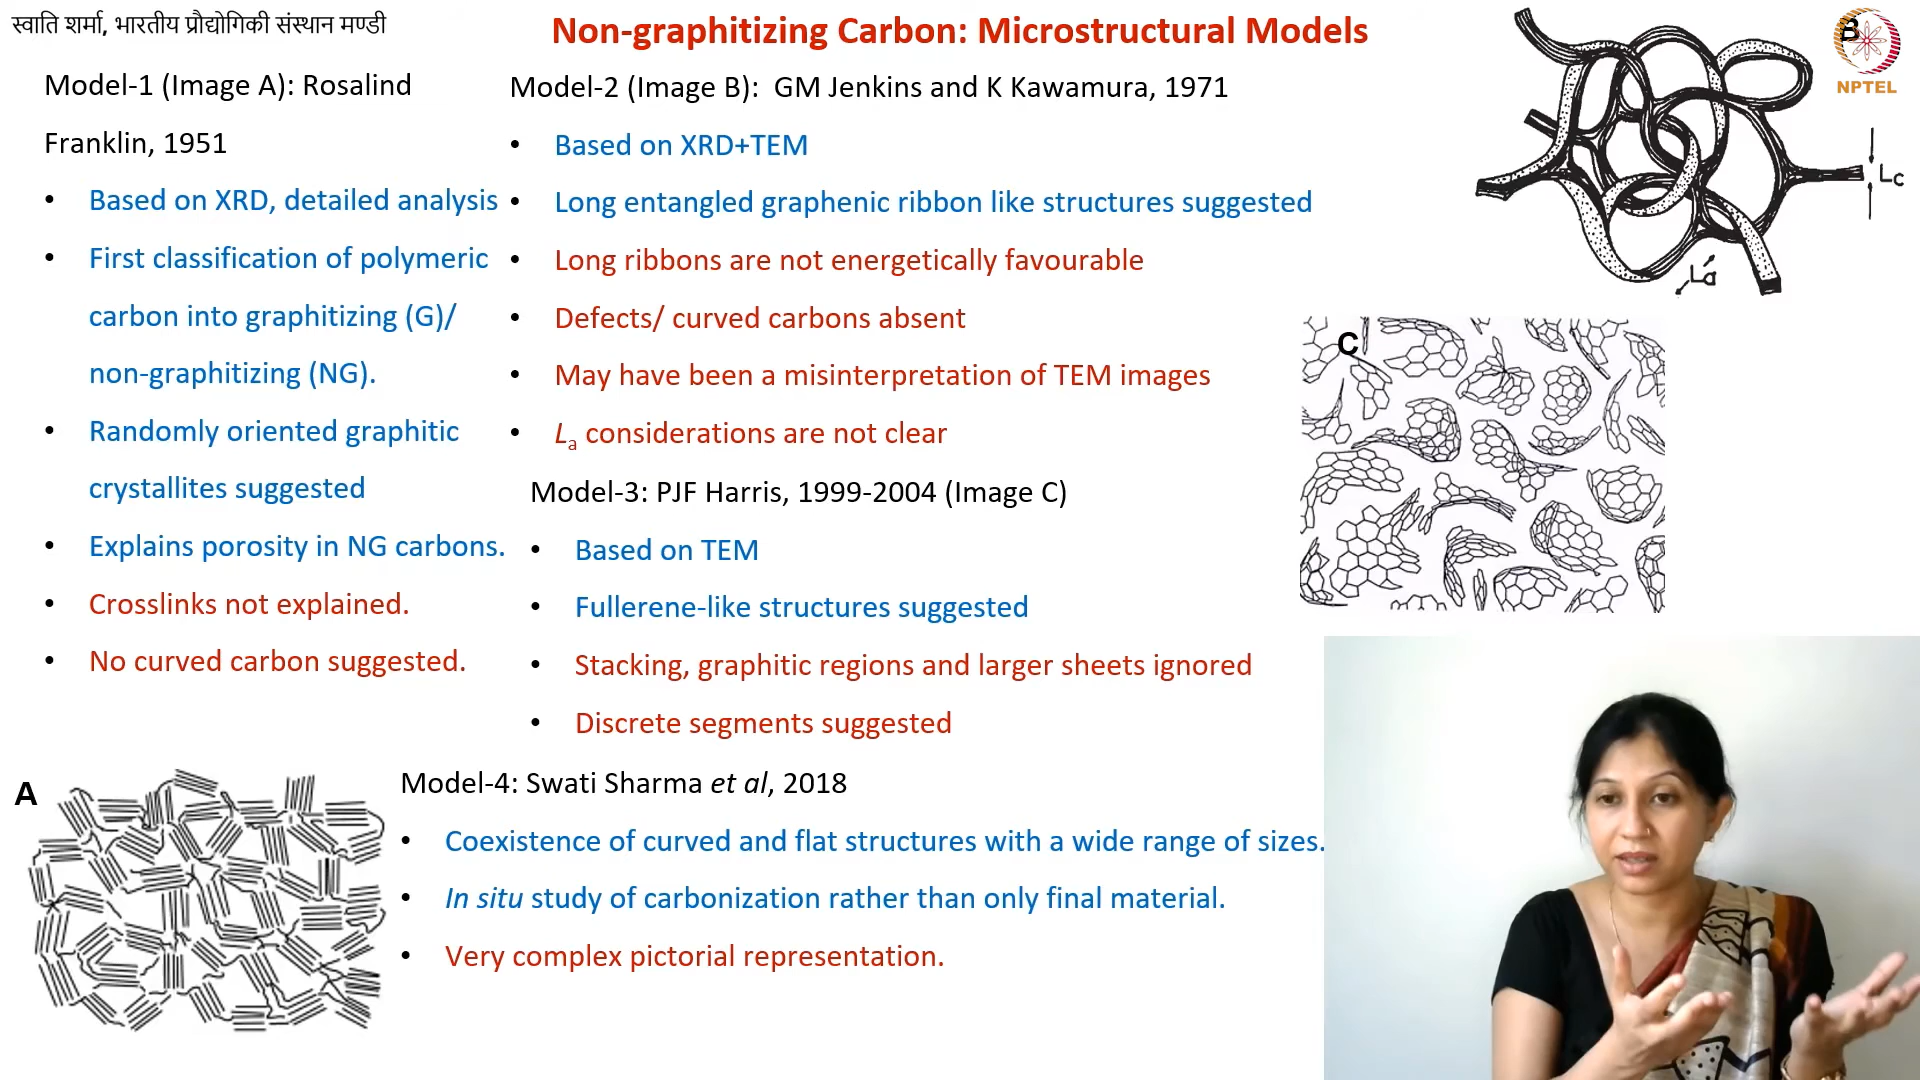 स्वाति शर्मा, भारतीय प्रौद्योगिकी संस्थान मण्डी
Non-graphitizing Carbon: Microstructural Models
B
NPTEL
Model-1 (Image A): Rosalind
Franklin, 1951
• Based on XRD, detailed analysis
• First classification of polymeric
carbon into graphitizing (G)/
non-graphitizing (NG).
• Randomly oriented graphitic
crystallites suggested
• Explains porosity in NG carbons.
• Crosslinks not explained.
• No curved carbon suggested.
Model-2 (Image B): GM Jenkins and K Kawamura, 1971
• Based on XRD+TEM
• Long entangled graphenic ribbon like structures suggested
• Long ribbons are not energetically favourable
• Defects/ curved carbons absent
• May have been a misinterpretation of TEM images
• La considerations are not clear
Lc
La
Model-3: PJF Harris, 1999-2004 (Image C)
• Based on TEM
• Fullerene-like structures suggested
• Stacking, graphitic regions and larger sheets ignored
• Discrete segments suggested
C
A
Model-4: Swati Sharma et al, 2018
• Coexistence of curved and flat structures with a wide range of sizes.
• In situ study of carbonization rather than only final material.
• Very complex pictorial representation.